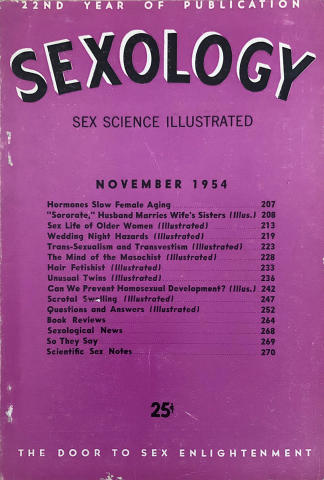 22ND YEAR OF PUBLICATION
SEXOLOGY
SEX SCIENCE ILLUSTRATED
NOVEMBER 1954
Hormones Slow Female Aging 207
"Sororate," Husband Marries Wife's Sisters (Illus.) 208
Sex Life of Older Women (Illustrated) 213
Wedding Night Hazards (Illustrated) 219
Trans-Sexualism and Transvestism (Illustrated) 223
The Mind of the Masochist (Illustrated) 228
Hair Fetishist (Illustrated) 233
Unusual Twins (Illustrated) 236
Can We Prevent Homosexual Development? (Illus.) 242
Scrotal Swelling (Illustrated) 247
Questions and Answers (Illustrated) 252
Book Reviews 264
Sexological News 268
So They Say 269
Scientific Sex Notes 270
25¢
THE DOOR TO SEX ENLIGHTENMENT